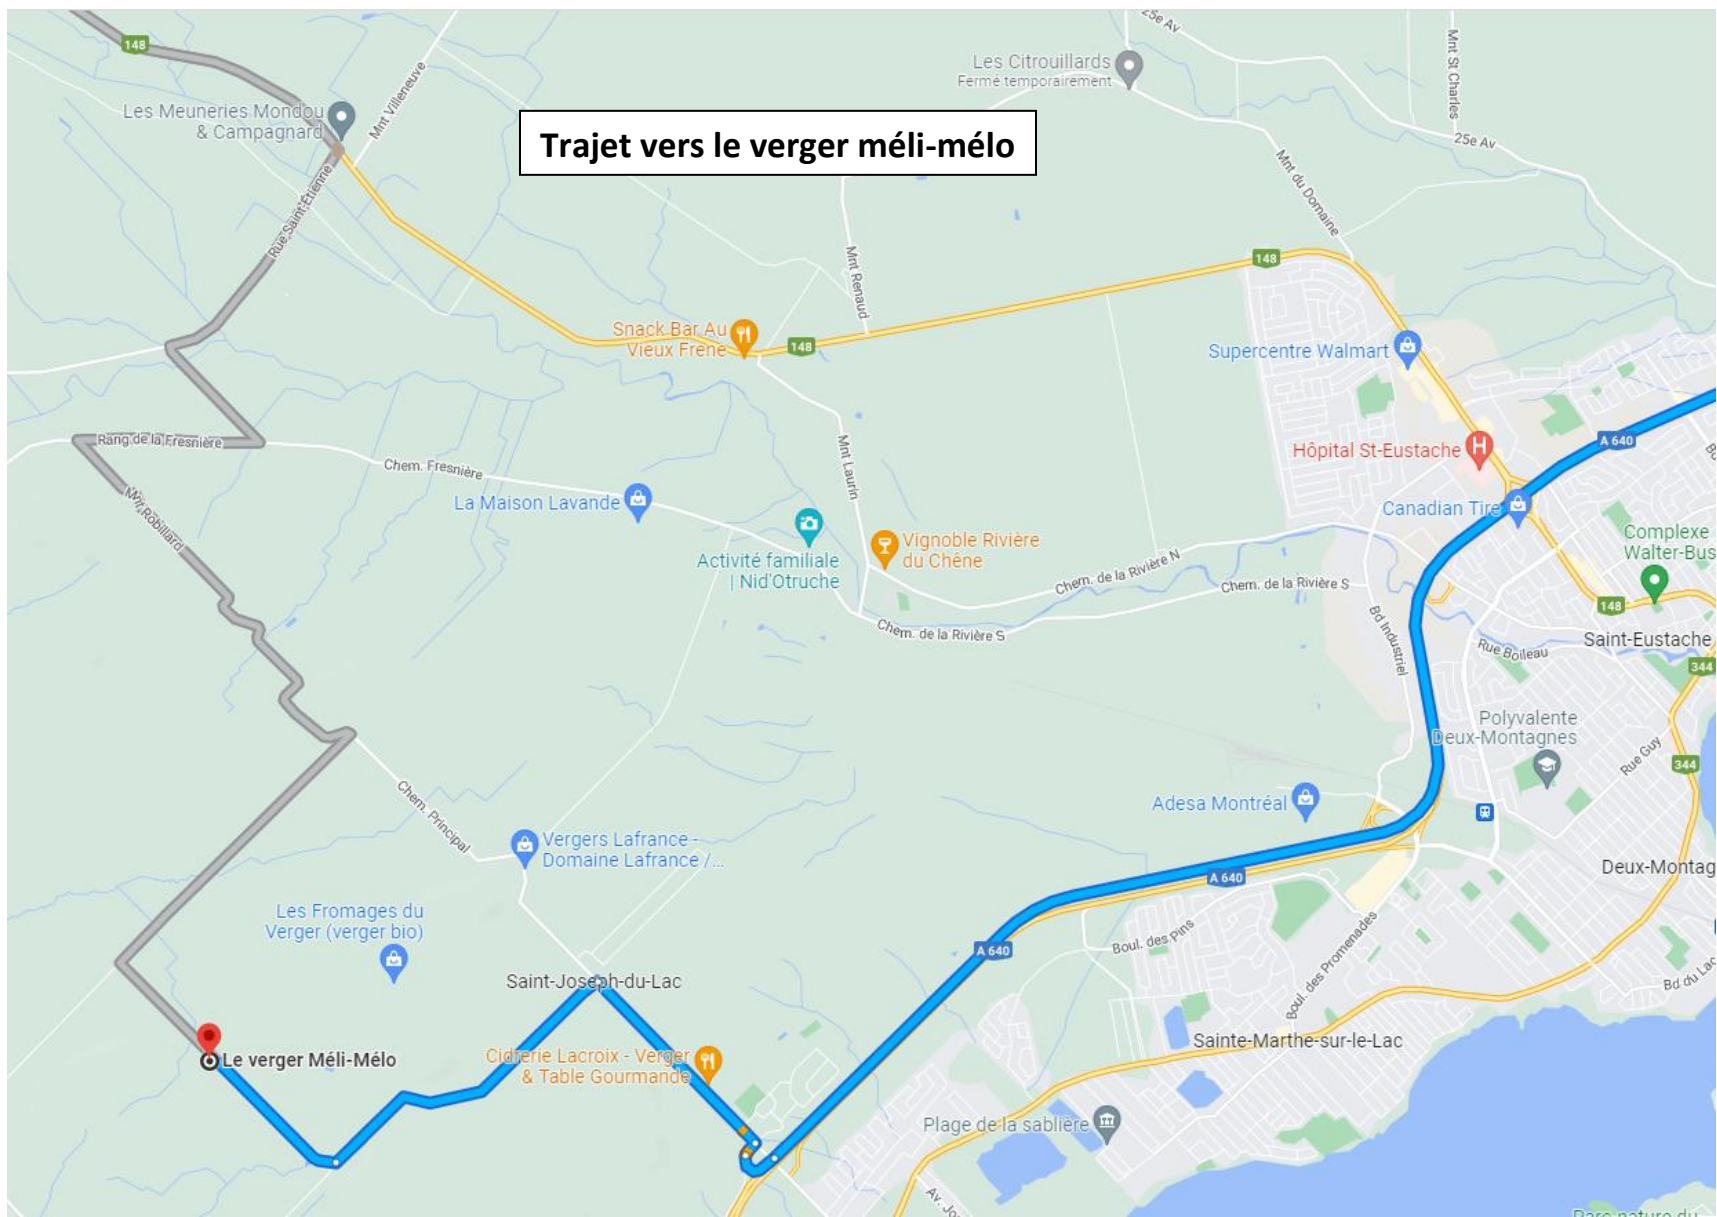 25e Av
148
Les Citrouillards
Fermé temporairement
Mnt St Charles
Mnt Villeneuve
Les Meuneries Mondou
& Campagnard
Trajet vers le verger méli-mélo
25e Av
Mnt du Domaine
Rue Saint-Étienne
148
Mnt Renaud
Snack Bar Au
Vieux Frene
148
Supercentre Walmart
Rang de la Fresnière
Chem. Fresnière
Mnt Laurin
Hôpital St-Eustache
A 640
La Maison Lavande
Mnt Robillard
Canadian Tire
Complexe
Walter-Bus
Activité familiale
| Nid'Otruche
Vignoble Rivière
du Chêne
Chem. de la Rivière N
Chem. de la Rivière S
148
Chem. de la Rivière S
Bd Industriel
Rue Boileau
Saint-Eustache
344
Polyvalente
Deux-Montagnes
Rue Guy
344
Chem. Principal
Adesa Montréal
Vergers Lafrance -
Domaine Lafrance /...
A 640
Deux-Montag
Les Fromages du
Verger (verger bio)
Boul. des Pins
Boul. des Promenades
A 640
Saint-Joseph-du-Lac
Bd du Lac
Le verger Méli-Mélo
Cidrerie Lacroix - Verger
& Table Gourmande
Sainte-Marthe-sur-le-Lac
Plage de la sablière
Av. Jo
Parc-nature du